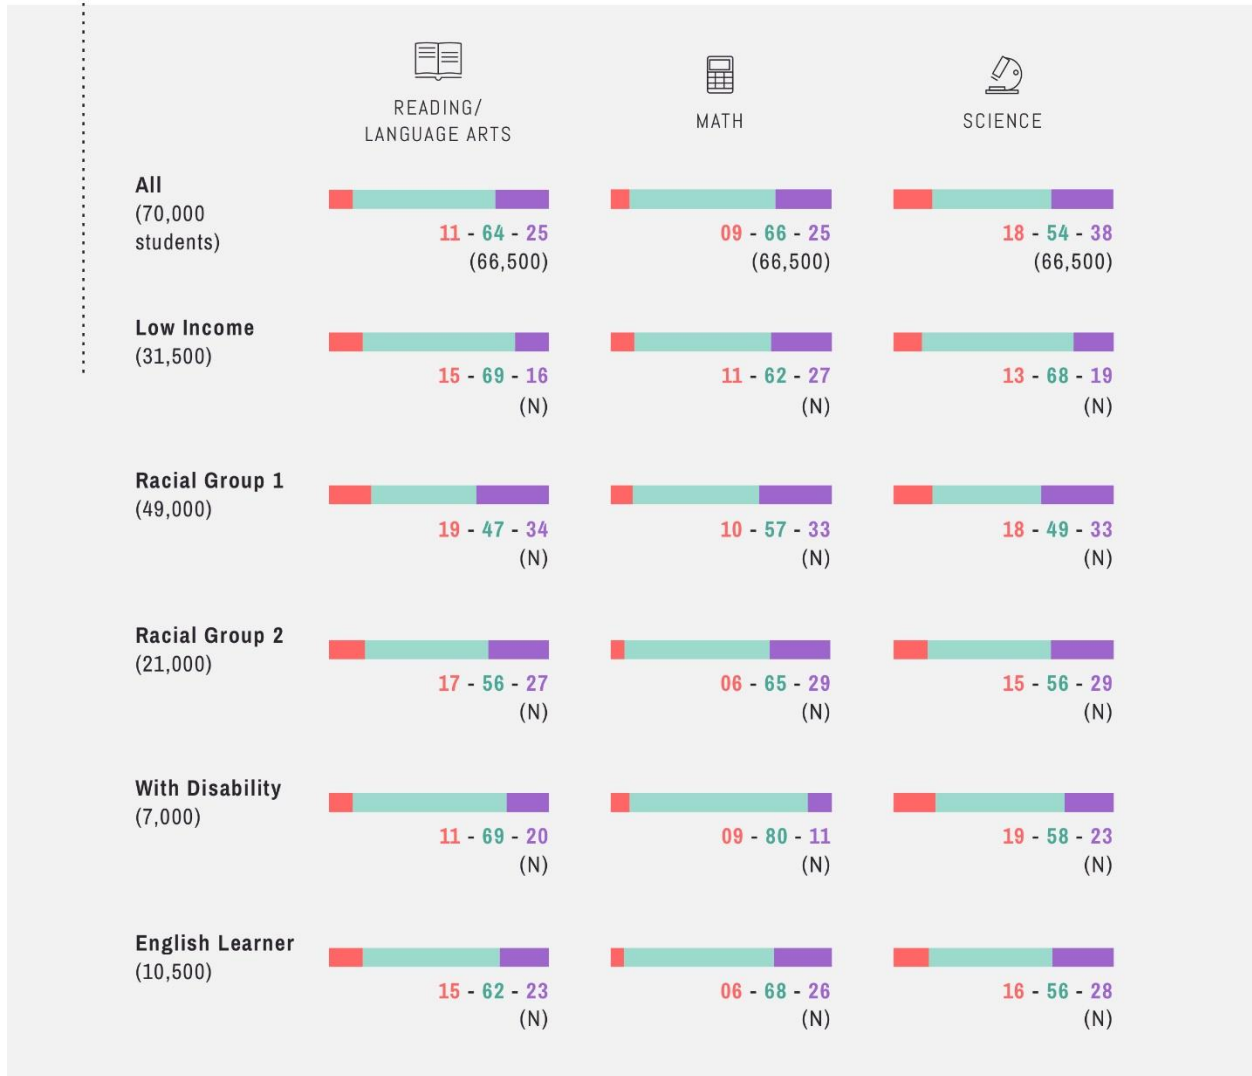 READING/
LANGUAGE ARTS
MATH
SCIENCE
All
(70,000
students)
11 - 64 - 25
(66,500)
09 - 66 - 25
(66,500)
18 - 54 - 38
(66,500)
Low Income
(31,500)
15 - 69 - 16
(N)
11 - 62 - 27
(N)
13 - 68 - 19
(N)
Racial Group 1
(49,000)
19 - 47 - 34
(N)
10 - 57 - 33
(N)
18 - 49 - 33
(N)
Racial Group 2
(21,000)
17 - 56 - 27
(N)
06 - 65 - 29
(N)
15 - 56 - 29
(N)
With Disability
(7,000)
11 - 69 - 20
(N)
09 - 80 - 11
(N)
19 - 58 - 23
(N)
English Learner
(10,500)
15 - 62 - 23
(N)
06 - 68 - 26
(N)
16 - 56 - 28
(N)